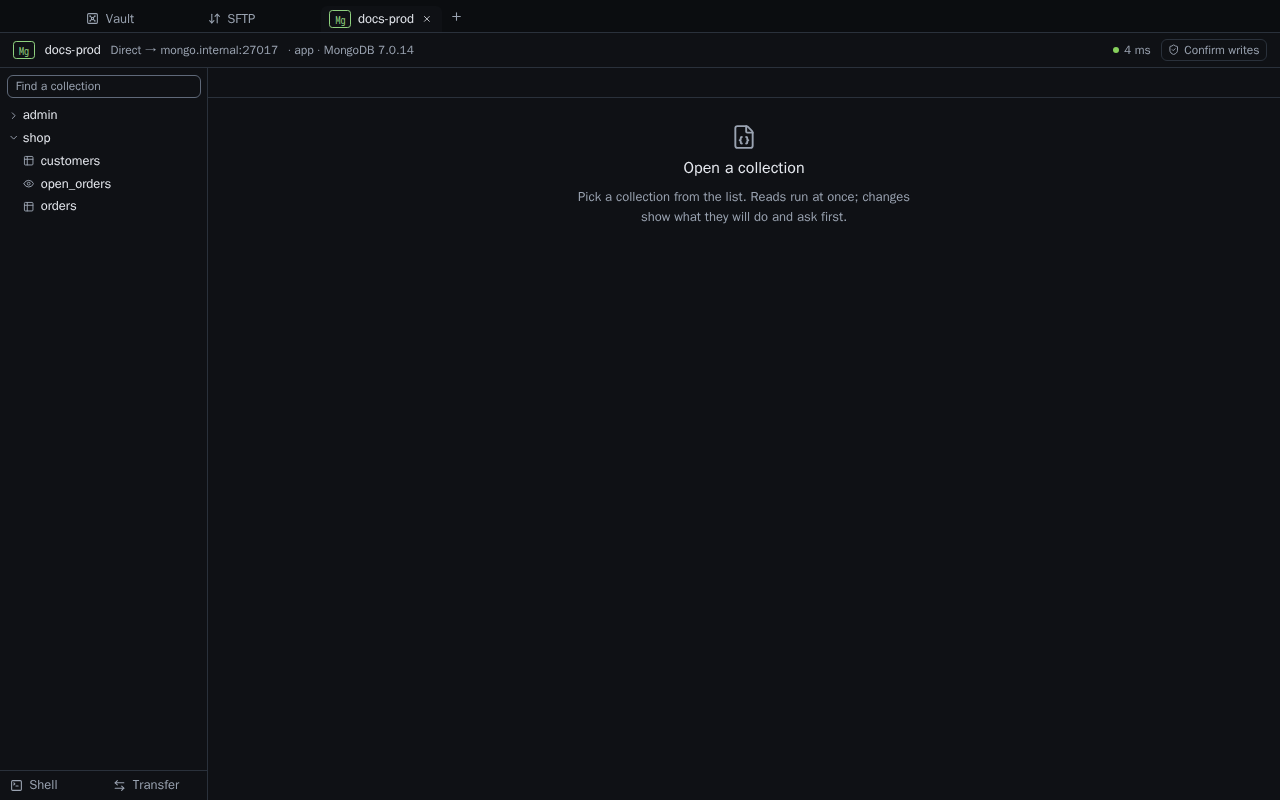 Vault
SFTP
Mg docs-prod × +
Mg docs-prod Direct → mongo.internal:27017 · app · MongoDB 7.0.14
4 ms Confirm writes
Find a collection
admin
shop
customers
open_orders
orders
Open a collection
Pick a collection from the list. Reads run at once; changes
show what they will do and ask first.
Shell
Transfer